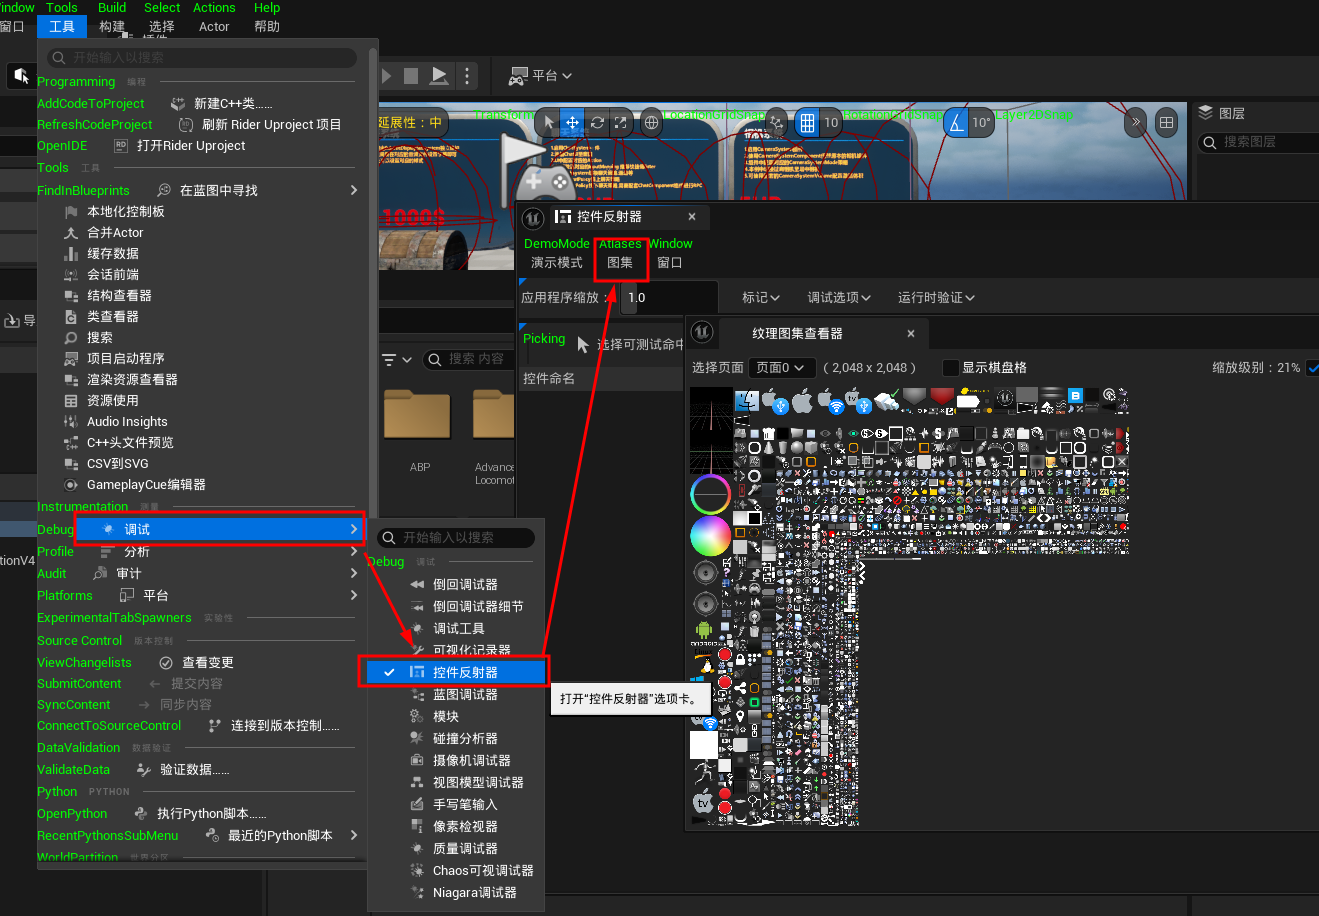 indow Tools Build Select Actions Help
窗口 工具 构建 选择 Actor 帮助
开始输入以搜索
Programming 编程
AddCodeToProject 新建C++类……
RefreshCodeProject 刷新 Rider Uproject 项目
OpenIDE 打开Rider Uproject
Tools 工具
FindInBlueprints 在蓝图中寻找
本地化控制板
合并Actor
缓存数据
会话前端
结构查看器
类查看器
搜索
项目启动程序
渲染资源查看器
资源使用
Audio Insights
C++头文件预览
CSV到SVG
GameplayCue编辑器
Instrumentation
Debug 调试
Profile 分析
Audit 审计
Platforms 平台
ExperimentalTabSpawners 实验性
Source Control 版本控制
ViewChangelists 查看变更
SubmitContent 提交内容
SyncContent 同步内容
ConnectToSourceControl 连接到版本控制……
DataValidation 数据验证
ValidateData 验证数据……
Python PYTHON
OpenPython 执行Python脚本……
RecentPythonsSubMenu 最近的Python脚本
WorldPartition 世界分区
导
tionV4
平台
延展性：中
Transform
LocationGridSnap
10
RotationGridSnap
10°
Layer2DSnap
1000$
图层
搜索图层
搜索 内容
ABP
Advance
Locomot
开始输入以搜索
Debug 调试
倒回调试器
倒回调试器细节
调试工具
可视化记录器
控件反射器
蓝图调试器
模块
碰撞分析器
摄像机调试器
视图模型调试器
手写笔输入
像素检视器
质量调试器
Chaos可视调试器
Niagara调试器
打开“控件反射器”选项卡。
控件反射器
DemoMode Atlases Window
演示模式 图集 窗口
应用程序缩放： 1.0 标记 调试选项 运行时验证
Picking 选择可测试命中
控件命名
纹理图集查看器
选择页面 页面0 ( 2,048 x 2,048 ) 显示棋盘格 缩放级别：21%
tv